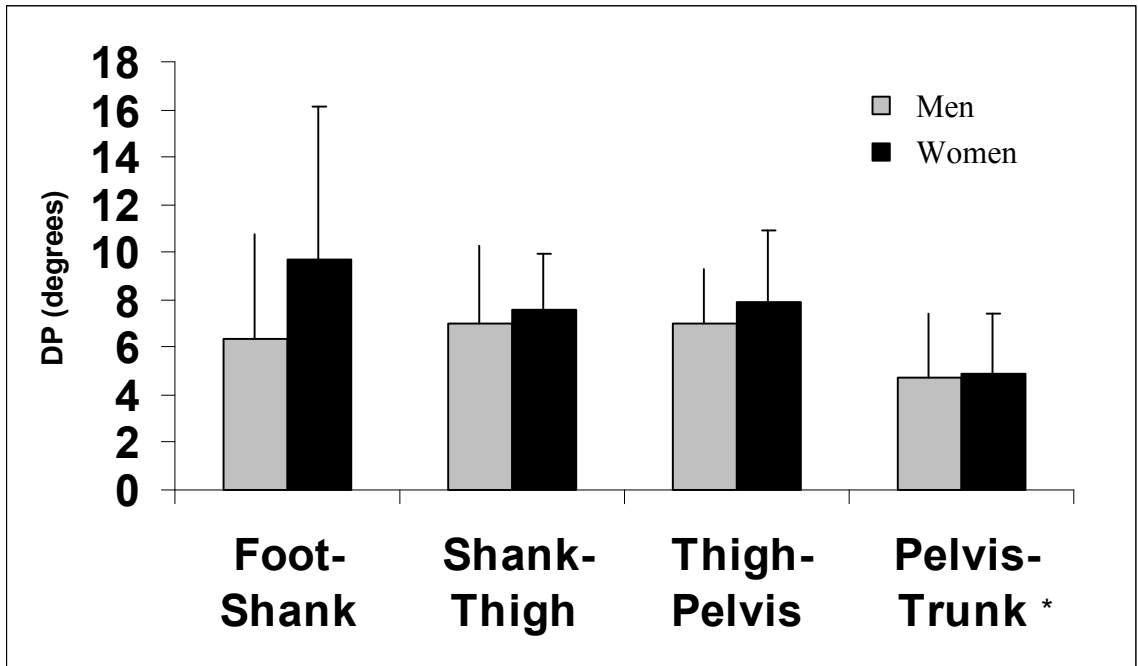 18
16
14
12
10
8
6
4
2
0
DP (degrees)
Men
Women
Foot-
Shank
Shank-
Thigh
Thigh-
Pelvis
Pelvis-
Trunk *